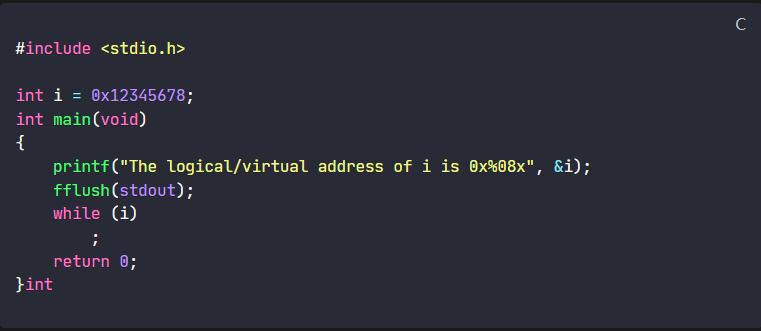 C
#include <stdio.h>

int i = 0x12345678;
int main(void)
{
    printf("The logical/virtual address of i is 0x%08x", &i);
    fflush(stdout);
    while (i)
        ;
    return 0;
}int